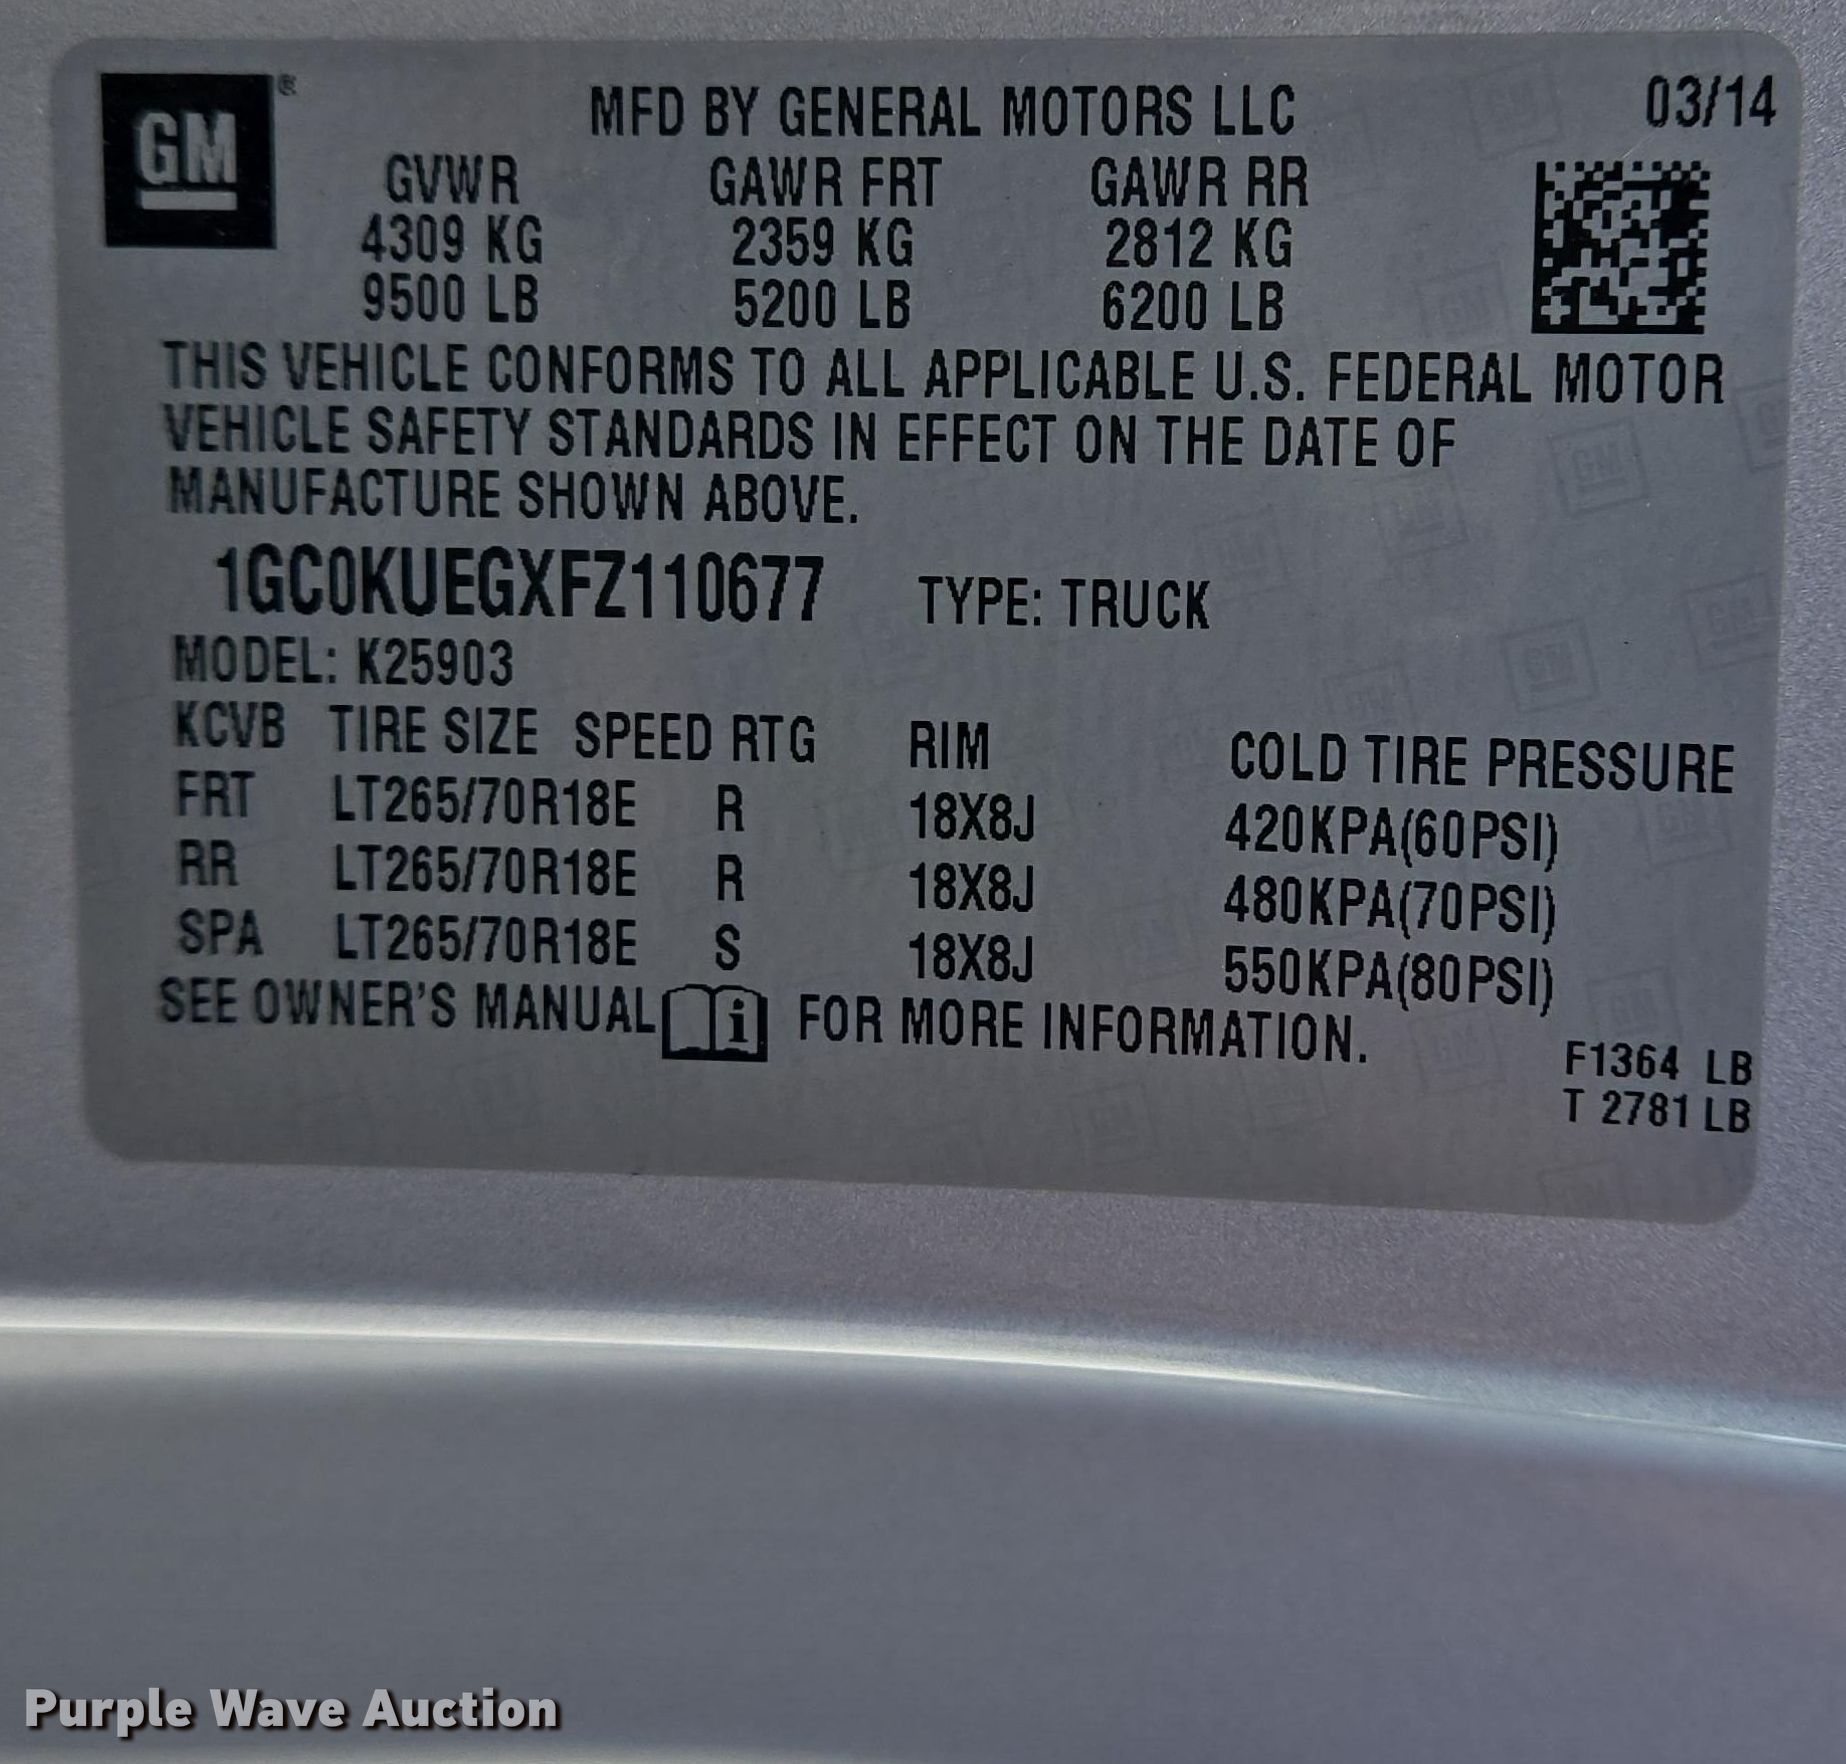 GM®
MFD BY GENERAL MOTORS LLC 03/14
GVWR GAWR FRT GAWR RR
4309 KG 2359 KG 2812 KG
9500 LB 5200 LB 6200 LB
THIS VEHICLE CONFORMS TO ALL APPLICABLE U.S. FEDERAL MOTOR
VEHICLE SAFETY STANDARDS IN EFFECT ON THE DATE OF
MANUFACTURE SHOWN ABOVE.
1GC0KUEGXFZ110677 TYPE: TRUCK
MODEL: K25903
KCVB TIRE SIZE SPEED RTG RIM COLD TIRE PRESSURE
FRT LT265/70R18E R 18X8J 420KPA(60PSI)
RR LT265/70R18E R 18X8J 480KPA(70PSI)
SPA LT265/70R18E S 18X8J 550KPA(80PSI)
SEE OWNER'S MANUAL i FOR MORE INFORMATION.
F1364 LB
T 2781 LB
Purple Wave Auction